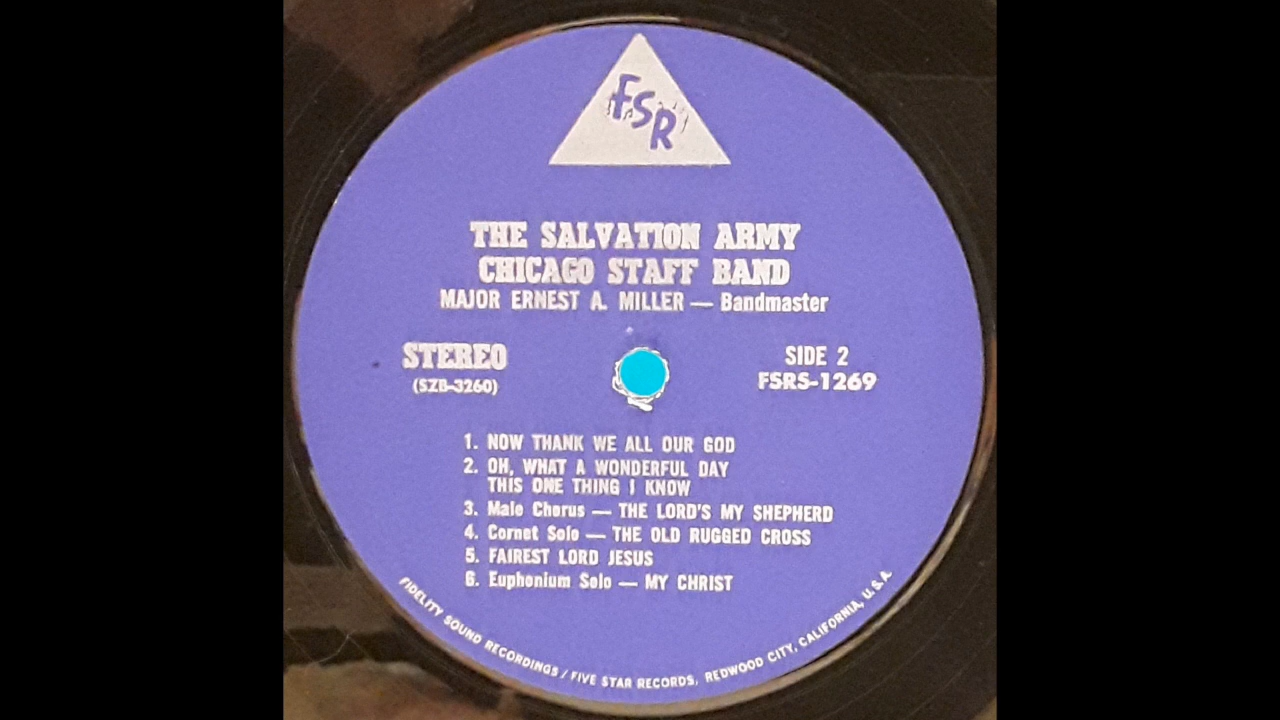 FSR
THE SALVATION ARMY
CHICAGO STAFF BAND
MAJOR ERNEST A. MILLER — Bandmaster
STEREO
(SZB-3260)
SIDE 2
FSRS-1269
1. NOW THANK WE ALL OUR GOD
2. OH, WHAT A WONDERFUL DAY
THIS ONE THING I KNOW
3. Male Chorus — THE LORD'S MY SHEPHERD
4. Cornet Solo — THE OLD RUGGED CROSS
5. FAIREST LORD JESUS
6. Euphonium Solo — MY CHRIST
FIDELITY SOUND RECORDINGS / FIVE STAR RECORDS, REDWOOD CITY, CALIFORNIA, U.S.A.